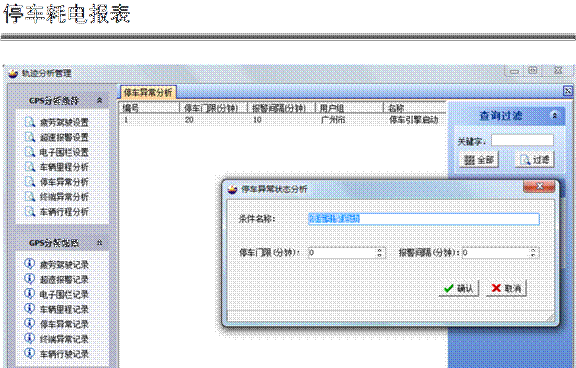 停车耗电报表
轨迹分析管理
GPS分析条件
疲劳驾驶设置
超速报警设置
电子围栏设置
车辆里程分析
停车异常分析
终端异常分析
车辆行程分析
GPS分析记录
疲劳驾驶记录
超速报警记录
电子围栏记录
车辆里程记录
停车异常记录
终端异常记录
车辆行驶记录
停车异常分析
编号 停车门限(分钟) 报警间隔(分钟) 用户组 名称
1 20 10 广州市 停车引擎启动
查询过滤
关键字:
全部 过滤
停车异常状态分析
条件名称:
停车门限(分钟): 0 报警间隔(分钟): 0
确认 取消